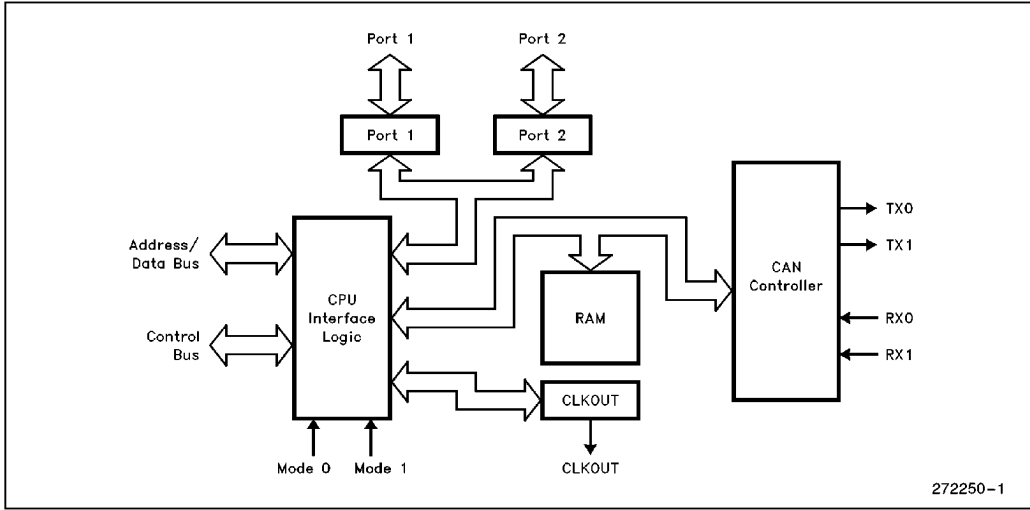 Port 1
Port 2
Port 1
Port 2
Address/
Data Bus
Control
Bus
CPU
Interface
Logic
RAM
CAN
Controller
TX0
TX1
RX0
RX1
CLKOUT
Mode 0
Mode 1
CLKOUT
272250-1